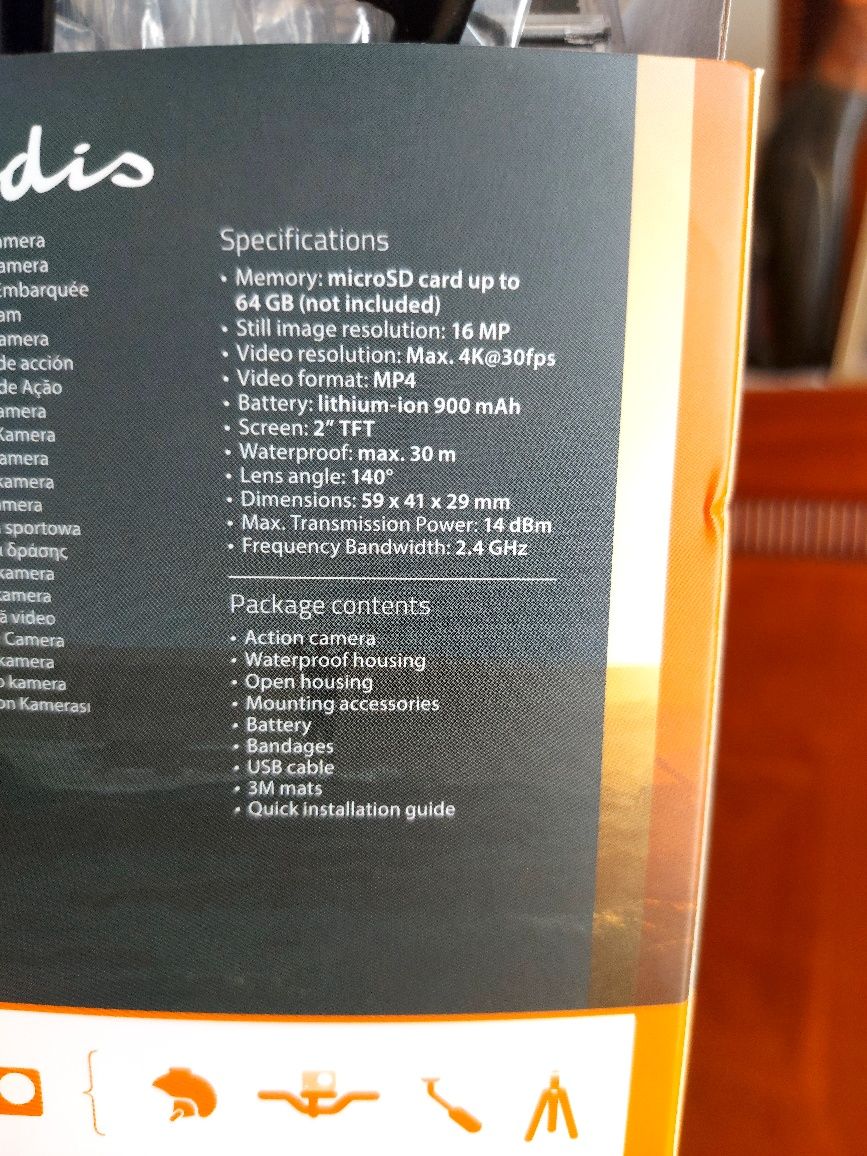 dis
amera
amera
Embarquée
am
amera
de acción
de Ação
amera
Kamera
amera
kamera
amera
sportowa
δράσης
kamera
amera
ă video
Camera
kamera
o kamera
on Kamerası
Specifications
• Memory: microSD card up to
64 GB (not included)
• Still image resolution: 16 MP
• Video resolution: Max. 4K@30fps
• Video format: MP4
• Battery: lithium-ion 900 mAh
• Screen: 2” TFT
• Waterproof: max. 30 m
• Lens angle: 140°
• Dimensions: 59 x 41 x 29 mm
• Max. Transmission Power: 14 dBm
• Frequency Bandwidth: 2.4 GHz
Package contents
• Action camera
• Waterproof housing
• Open housing
• Mounting accessories
• Battery
• Bandages
• USB cable
• 3M mats
• Quick installation guide